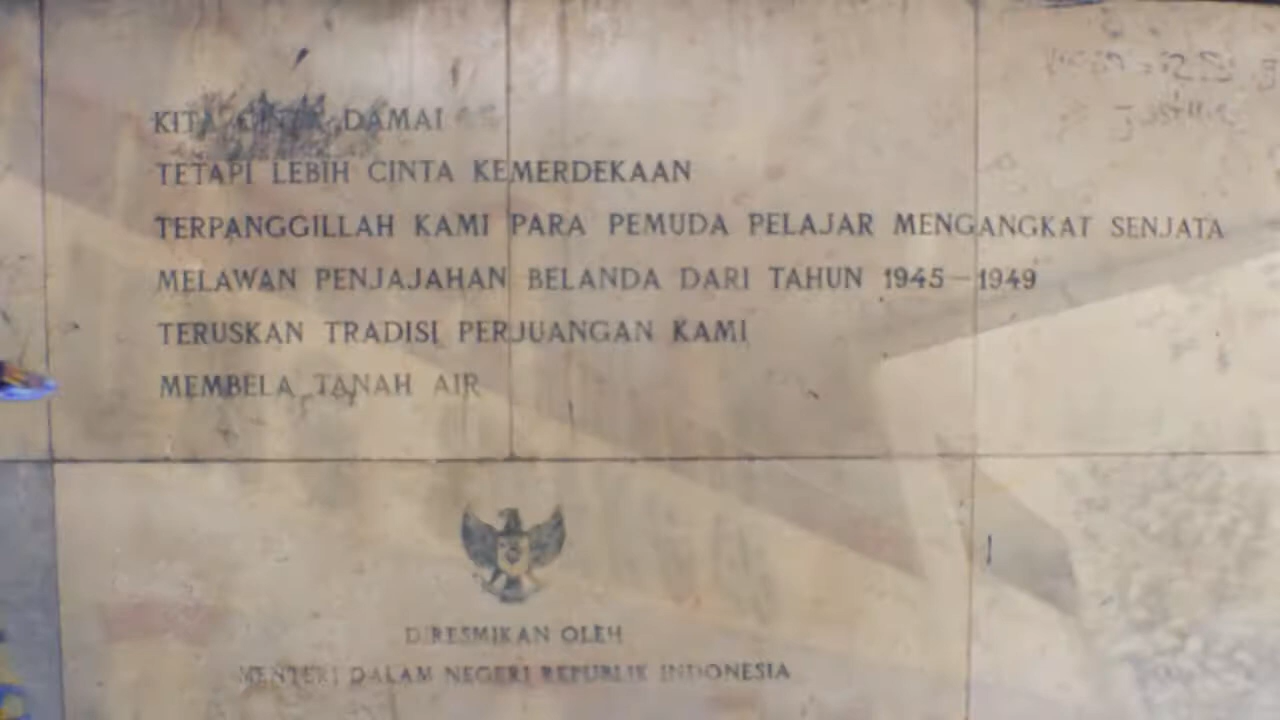 KITA CINTA DAMAI
TETAPI LEBIH CINTA KEMERDEKAAN
TERPANGGILLAH KAMI PARA PEMUDA PELAJAR MENGANGKAT SENJATA
MELAWAN PENJAJAHAN BELANDA DARI TAHUN 1945-1949
TERUSKAN TRADISI PERJUANGAN KAMI
MEMBELA TANAH AIR
DIRESMIKAN OLEH
MENTERI DALAM NEGERI REPUBLIK INDONESIA